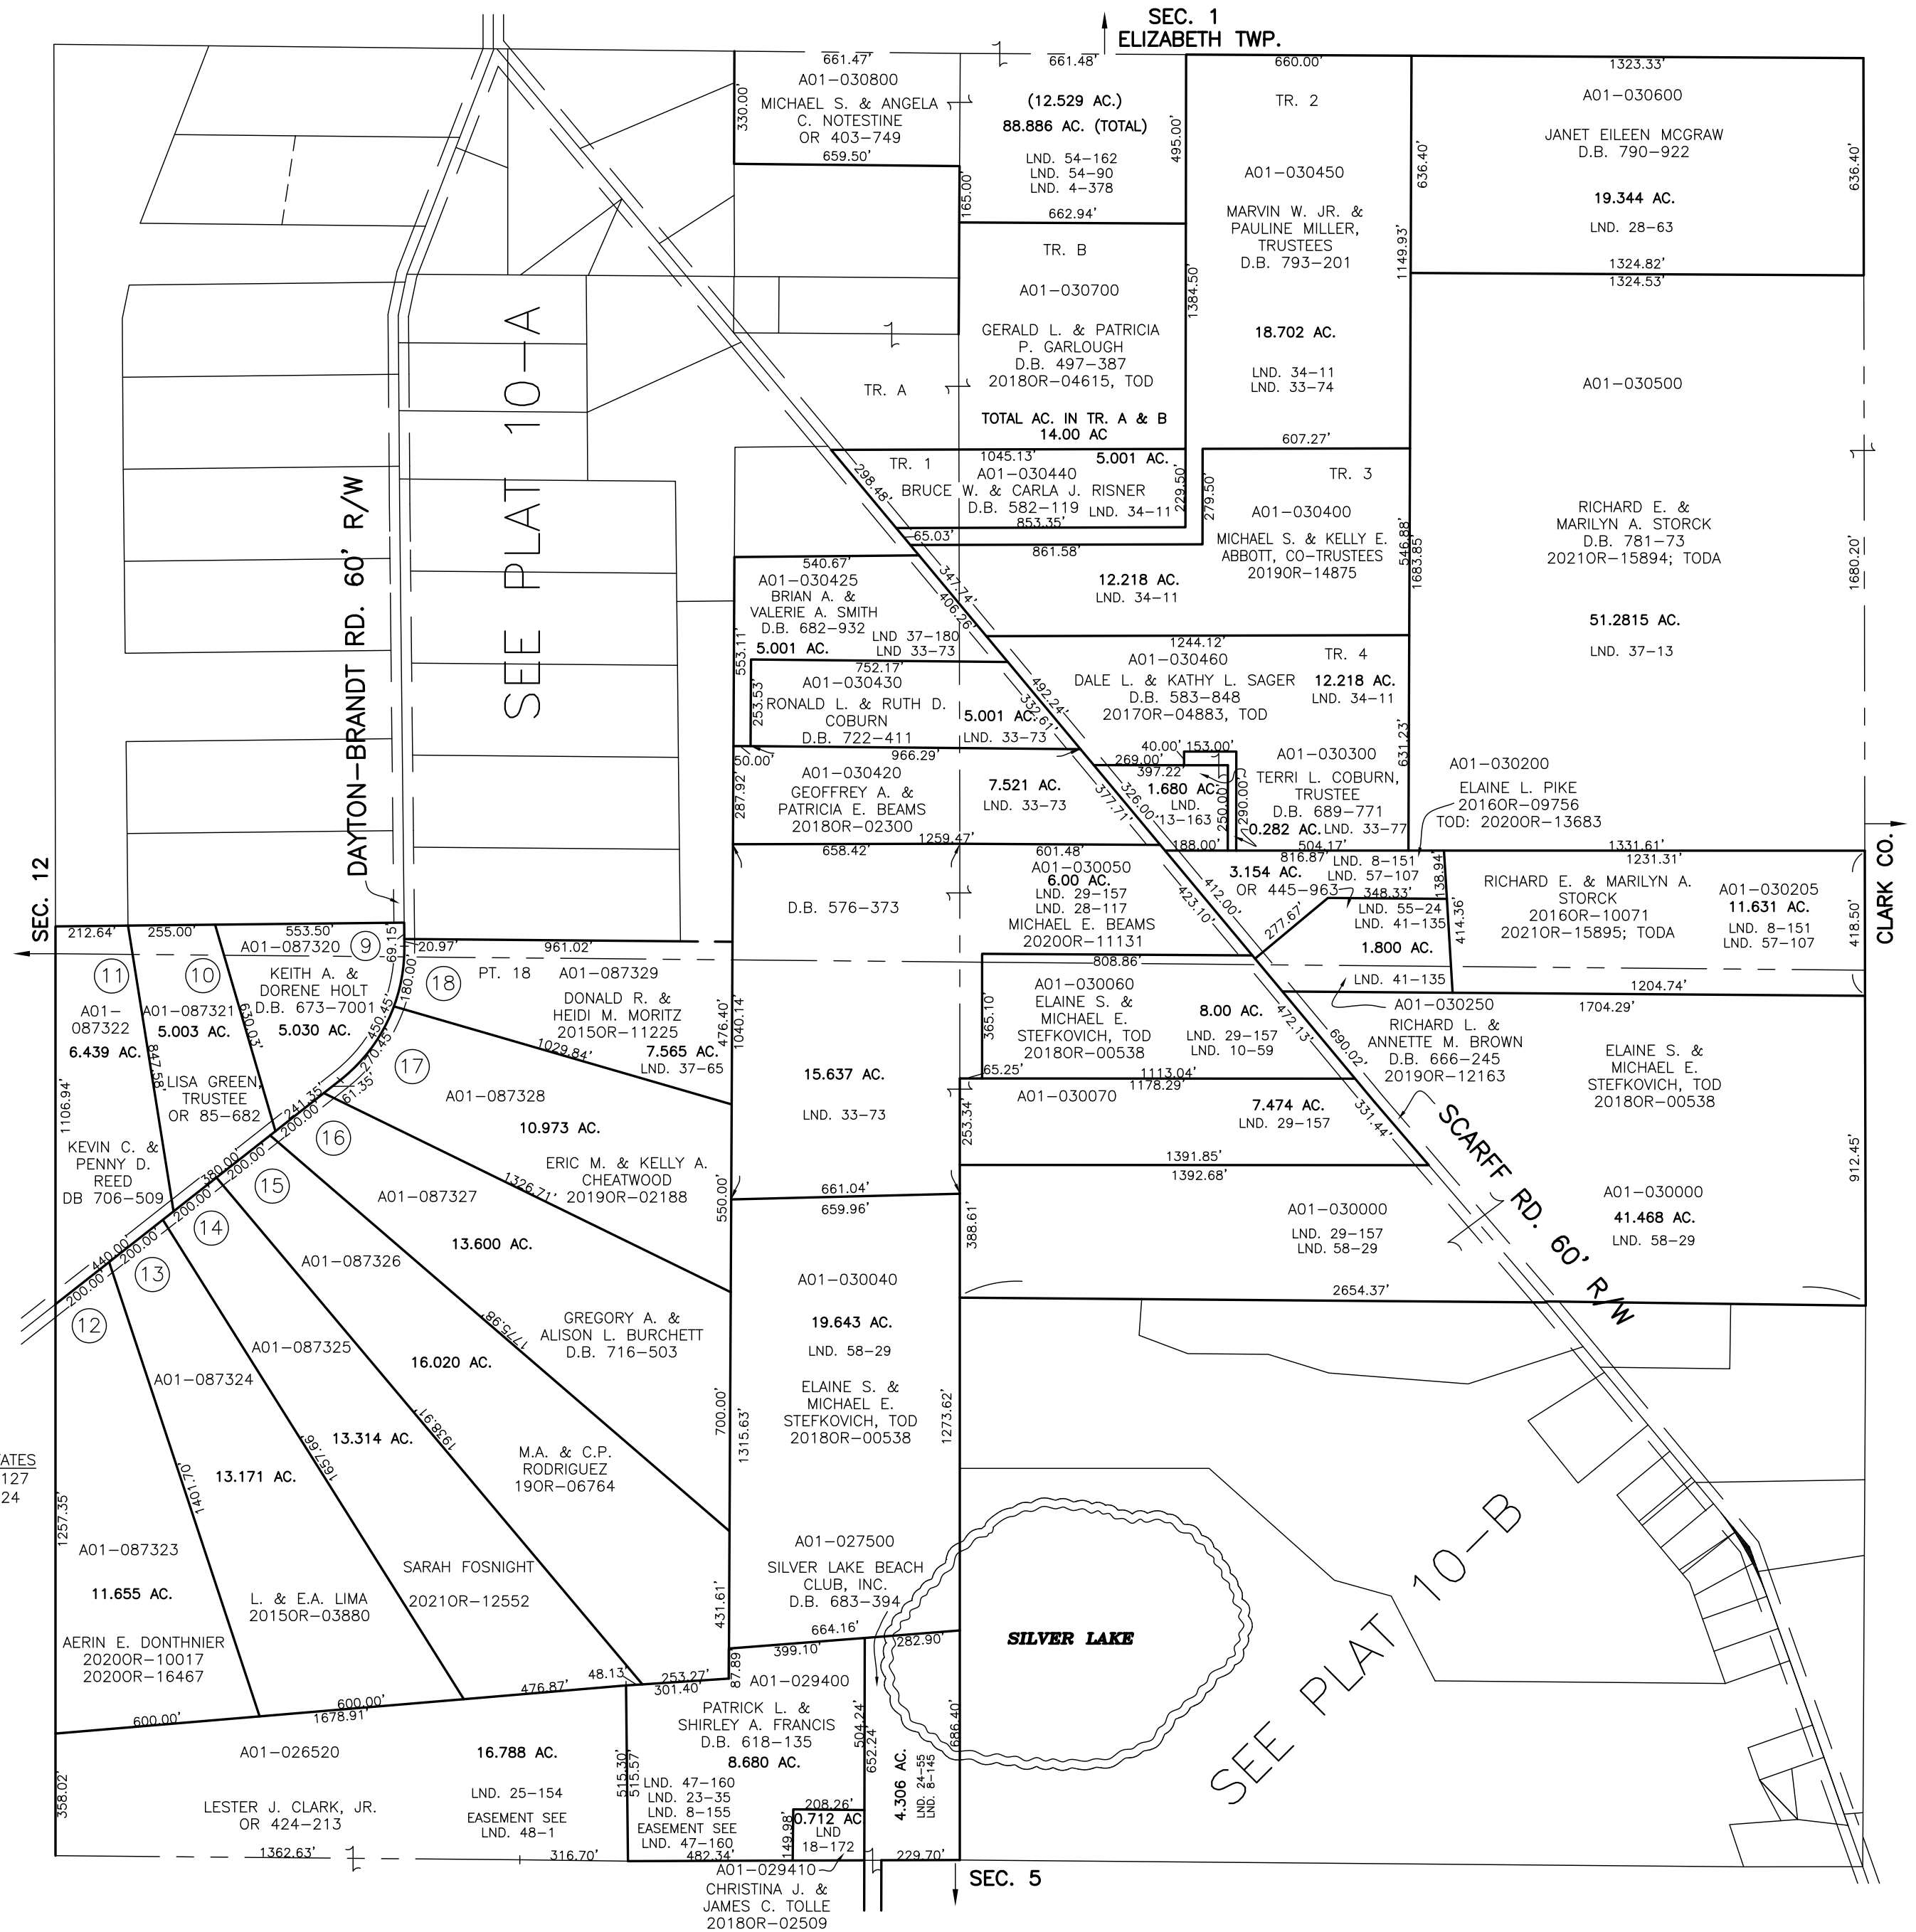 SEC. 1
ELIZABETH TWP.
661.47'
A01-030800
MICHAEL S. & ANGELA
C. NOTESTINE
OR 403-749
659.50'
330.00'
661.48'
(12.529 AC.)
88.886 AC. (TOTAL)
LND. 54-162
LND. 54-90
LND. 4-378
662.94'
165.00'
495.00'
660.00'
TR. 2
A01-030450
MARVIN W. JR. &
PAULINE MILLER,
TRUSTEES
D.B. 793-201
18.702 AC.
LND. 34-11
LND. 33-74
607.27'
636.40'
1149.93'
1323.33'
A01-030600
JANET EILEEN MCGRAW
D.B. 790-922
19.344 AC.
LND. 28-63
1324.82'
636.40'
1324.53'
A01-030500
RICHARD E. &
MARILYN A. STORCK
D.B. 781-73
2021OR-15894; TODA
51.2815 AC.
LND. 37-13
1680.20'
TR. B
A01-030700
GERALD L. & PATRICIA
P. GARLOUGH
D.B. 497-387
2018OR-04615, TOD
TOTAL AC. IN TR. A & B
14.00 AC
1384.50'
TR. A
SEE PLAT 10-A
DAYTON-BRANDT RD. 60' R/W
TR. 1
1045.13'
5.001 AC.
A01-030440
BRUCE W. & CARLA J. RISNER
D.B. 582-119
LND. 34-11
853.35'
229.50'
298.48'
65.03'
861.58'
279.50'
TR. 3
A01-030400
MICHAEL S. & KELLY E.
ABBOTT, CO-TRUSTEES
2019OR-14875
12.218 AC.
LND. 34-11
546.88'
1683.85'
540.67'
A01-030425
BRIAN A. &
VALERIE A. SMITH
D.B. 682-932
LND 37-180
5.001 AC.
LND 33-73
553.11'
347.74'
406.26'
752.17'
A01-030430
RONALD L. & RUTH D.
COBURN
D.B. 722-411
5.001 AC.
LND. 33-73
253.53'
492.24'
332.61'
1244.12'
A01-030460
TR. 4
DALE L. & KATHY L. SAGER
12.218 AC.
D.B. 583-848
LND. 34-11
2017OR-04883, TOD
631.23'
50.00'
966.29'
A01-030420
GEOFFREY A. &
PATRICIA E. BEAMS
2018OR-02300
7.521 AC.
LND. 33-73
287.92'
1259.47'
40.00'
153.00'
269.00'
397.22'
1.680 AC.
LND.
13-163
250.00'
290.00'
326.00'
377.71'
188.00'
A01-030300
TERRI L. COBURN,
TRUSTEE
D.B. 689-771
0.282 AC.
LND. 33-77
504.17'
A01-030200
ELAINE L. PIKE
2016OR-09756
TOD: 2020OR-13683
SEC. 12
CLARK CO.
658.42'
D.B. 576-373
601.48'
A01-030050
6.00 AC.
LND. 29-157
LND. 28-117
MICHAEL E. BEAMS
2020OR-11131
423.10'
412.00'
816.87'
LND. 8-151
3.154 AC.
LND. 57-107
OR 445-963
348.33'
138.94'
LND. 55-24
LND. 41-135
1.800 AC.
277.67'
LND. 41-135
414.36'
1331.61'
1231.31'
RICHARD E. & MARILYN A.
STORCK
2016OR-10071
2021OR-15895; TODA
A01-030205
11.631 AC.
LND. 8-151
LND. 57-107
418.50'
1204.74'
212.64'
255.00'
553.50'
A01-087320
9
69.15'
20.97'
961.02'
11
10
KEITH A. &
DORENE HOLT
D.B. 673-7001
5.030 AC.
A01-
087322
6.439 AC.
A01-087321
5.003 AC.
LISA GREEN,
TRUSTEE
OR 85-682
630.03'
847.58'
1106.94'
KEVIN C. &
PENNY D.
REED
DB 706-509
180.00'
18
450.45'
270.45'
61.35'
241.35'
PT. 18
A01-087329
DONALD R. &
HEIDI M. MORITZ
2015OR-11225
7.565 AC.
LND. 37-65
1029.84'
476.40'
1040.14'
17
A01-087328
10.973 AC.
ERIC M. & KELLY A.
CHEATWOOD
2019OR-02188
1326.71'
550.00'
200.00'
16
380.00'
200.00'
15
A01-087327
13.600 AC.
GREGORY A. &
ALISON L. BURCHETT
D.B. 716-503
1775.98'
700.00'
200.00'
14
A01-087326
16.020 AC.
M.A. & C.P.
RODRIGUEZ
19OR-06764
1938.91'
431.61'
440.00'
200.00'
13
A01-087325
13.314 AC.
SARAH FOSNIGHT
2021OR-12552
1657.66'
200.00'
12
A01-087324
13.171 AC.
L. & E.A. LIMA
2015OR-03880
1401.70'
ATES
127
24
1257.35'
A01-087323
11.655 AC.
AERIN E. DONTHNIER
2020OR-10017
2020OR-16467
15.637 AC.
LND. 33-73
661.04'
808.86'
A01-030060
ELAINE S. &
MICHAEL E.
STEFKOVICH, TOD
2018OR-00538
8.00 AC.
LND. 29-157
LND. 10-59
365.10'
65.25'
1113.04'
472.13'
690.02'
1704.29'
A01-030250
RICHARD L. &
ANNETTE M. BROWN
D.B. 666-245
2019OR-12163
ELAINE S. &
MICHAEL E.
STEFKOVICH, TOD
2018OR-00538
A01-030000
41.468 AC.
LND. 58-29
912.45'
1178.29'
A01-030070
7.474 AC.
LND. 29-157
253.34'
331.44'
1391.85'
1392.68'
388.61'
A01-030000
LND. 29-157
LND. 58-29
2654.37'
SCARFF RD. 60' R/W
659.96'
A01-030040
19.643 AC.
LND. 58-29
ELAINE S. &
MICHAEL E.
STEFKOVICH, TOD
2018OR-00538
1315.63'
1273.62'
A01-027500
SILVER LAKE BEACH
CLUB, INC.
D.B. 683-394
664.16'
SILVER LAKE
SEE PLAT 10-B
399.10'
282.90'
87.89'
600.00'
600.00'
476.87'
48.13'
253.27'
301.40'
1678.91'
A01-026520
16.788 AC.
LND. 25-154
EASEMENT SEE
LND. 48-1
LESTER J. CLARK, JR.
OR 424-213
358.02'
1362.63'
316.70'
515.30'
515.57'
A01-029400
PATRICK L. &
SHIRLEY A. FRANCIS
D.B. 618-135
8.680 AC.
LND. 47-160
LND. 23-35
LND. 8-155
EASEMENT SEE
LND. 47-160
482.34'
504.24'
652.24'
208.26'
149.98'
0.712 AC
LND
18-172
4.306 AC.
LND. 24-55
LND. 8-145
686.40'
229.70'
A01-029410
CHRISTINA J. &
JAMES C. TOLLE
2018OR-02509
SEC. 5